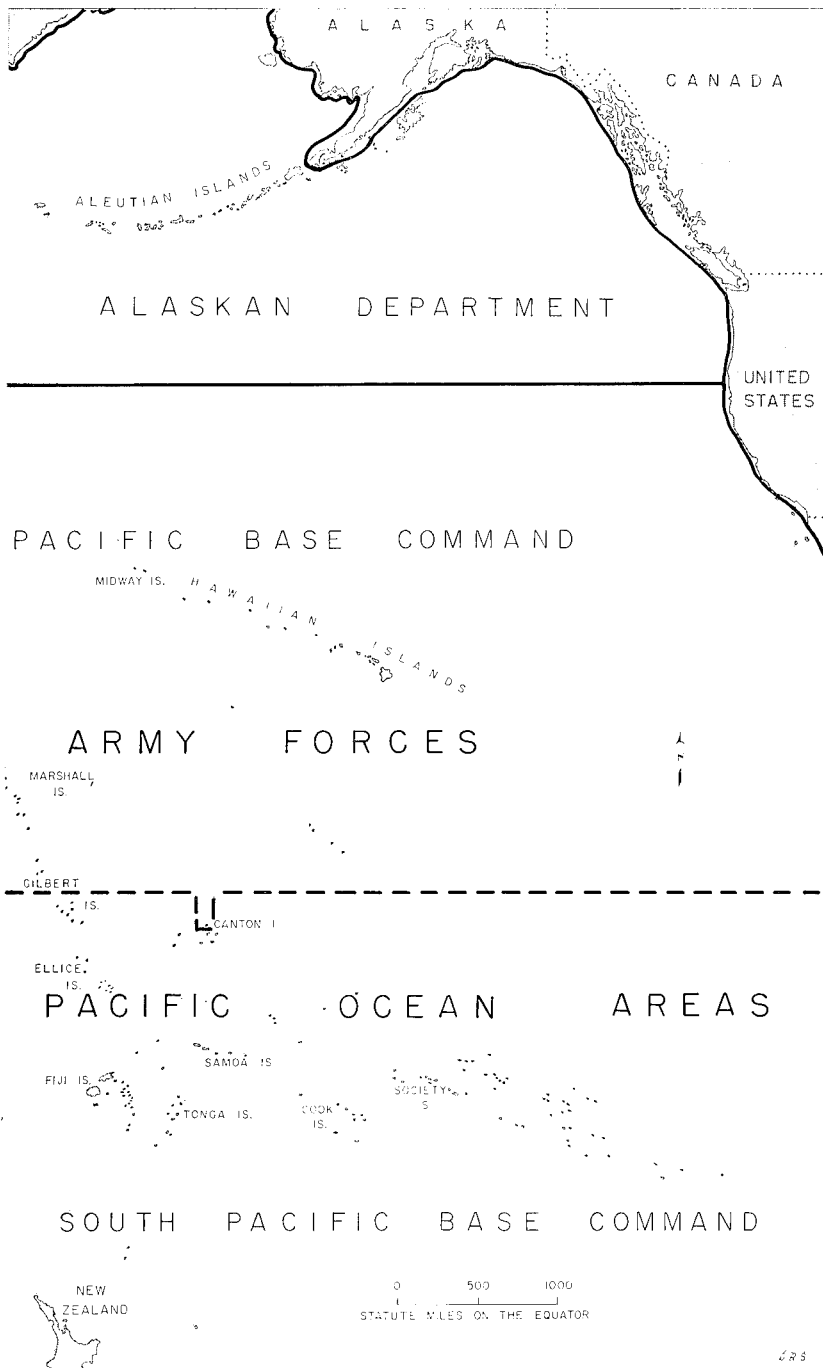 ALASKA
CANADA
ALEUTIAN ISLANDS
ALASKAN DEPARTMENT
UNITED
STATES
PACIFIC BASE COMMAND
MIDWAY IS.
HAWAIIAN
ISLANDS
ARMY FORCES
N
MARSHALL
IS.
GILBERT
IS.
CANTON I
ELLICE
IS.
PACIFIC OCEAN AREAS
SAMOA IS
FIJI IS.
TONGA IS.
COOK
IS.
SOCIETY
S
SOUTH PACIFIC BASE COMMAND
NEW
ZEALAND
0 500 1000
STATUTE MILES ON THE EQUATOR